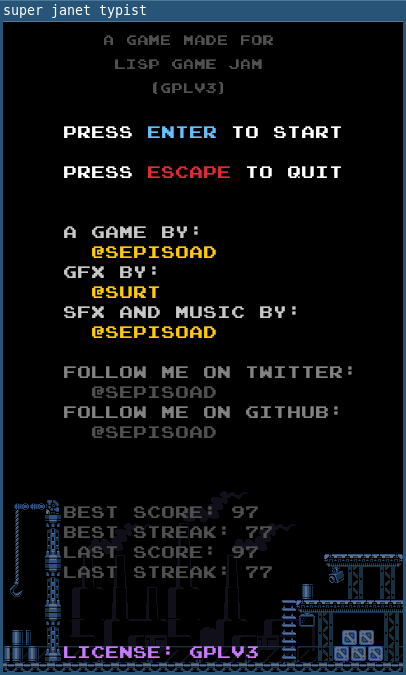 super janet typist
A GAME MADE FOR
LISP GAME JAM
(GPLV3)
PRESS ENTER TO START
PRESS ESCAPE TO QUIT
A GAME BY:
@SEPISOAD
GFX BY:
@SURT
SFX AND MUSIC BY:
@SEPISOAD
FOLLOW ME ON TWITTER:
@SEPISOAD
FOLLOW ME ON GITHUB:
@SEPISOAD
BEST SCORE: 97
BEST STREAK: 77
LAST SCORE: 97
LAST STREAK: 77
LICENSE: GPLV3